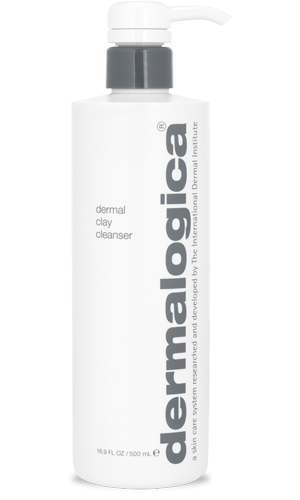 dermal
clay
cleanser
dermalogica®
a skin care system researched and developed by The International Dermal Institute
16.9 FL OZ / 500 mL ℮